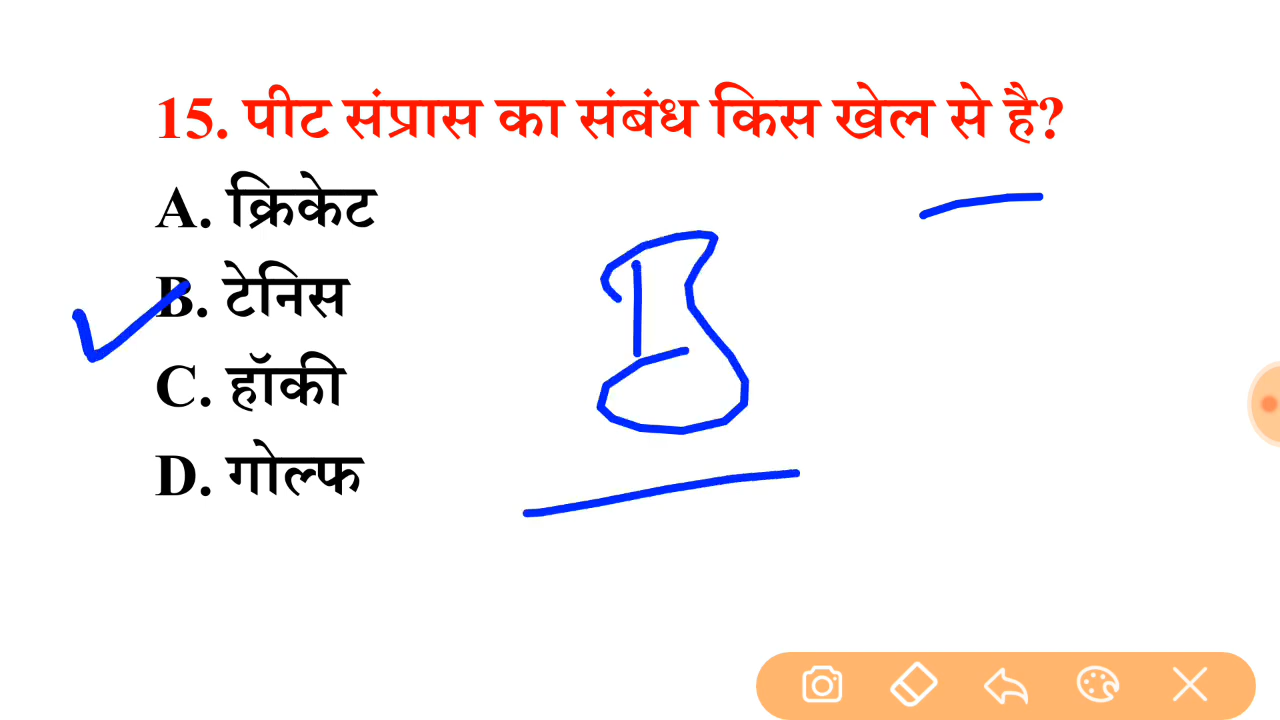 15. पीट संप्रास का संबंध किस खेल से है?
A. क्रिकेट
B. टेनिस
C. हॉकी
D. गोल्फ
B